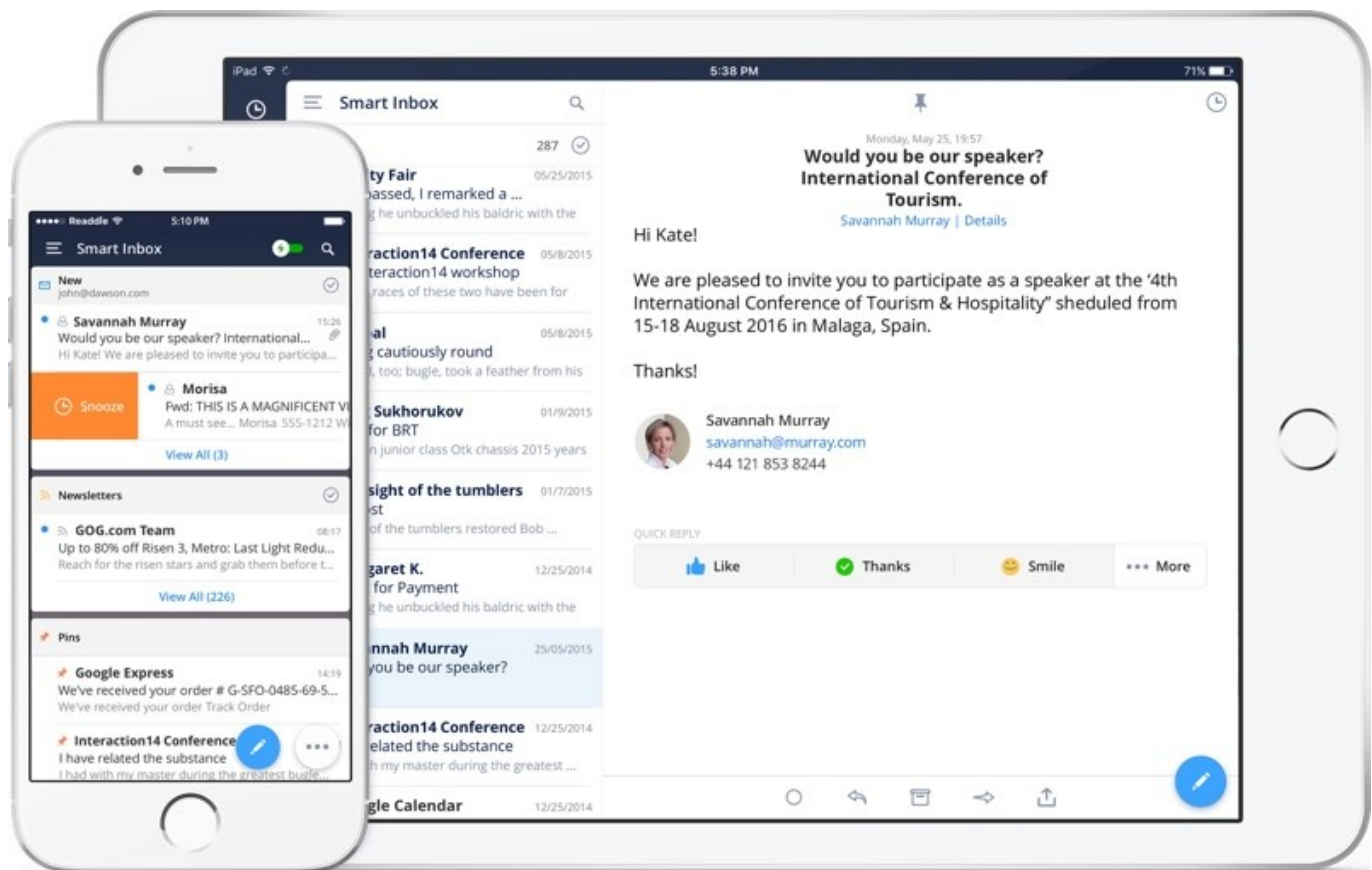 iPad
5:38 PM
71%
Smart Inbox
287
ty Fair 05/25/2015
passed, I remarked a ...
he unbuckled his baldric with the
raction14 Conference 05/8/2015
teraction14 workshop
races of these two have been for
05/8/2015
cautiously round
, too; bugle, took a feather from his
Sukhorukov 01/9/2015
for BRT
n junior class Otk chassis 2015 years
sight of the tumblers 01/7/2015
st
of the tumblers restored Bob ...
garet K. 12/25/2014
for Payment
he unbuckled his baldric with the
nnah Murray 25/05/2015
you be our speaker?
raction14 Conference 12/25/2014
elated the substance
h my master during the greatest ...
gle Calendar 12/25/2014
Monday, May 25, 19:57
Would you be our speaker?
International Conference of
Tourism.
Savannah Murray | Details
Hi Kate!
We are pleased to invite you to participate as a speaker at the ‘4th
International Conference of Tourism & Hospitality” sheduled from
15-18 August 2016 in Malaga, Spain.
Thanks!
Savannah Murray
savannah@murray.com
+44 121 853 8244
QUICK REPLY
Like Thanks Smile More
Readdle 5:10 PM
Smart Inbox
New
john@dawson.com
Savannah Murray 15:26
Would you be our speaker? International...
Hi Kate! We are pleased to invite you to participa...
Snooze
Morisa
Fwd: THIS IS A MAGNIFICENT VI
A must see... Morisa 555-1212 W
View All (3)
Newsletters
GOG.com Team 08:17
Up to 80% off Risen 3, Metro: Last Light Redu...
Reach for the risen stars and grab them before t...
View All (226)
Pins
Google Express 14:19
We've received your order # G-SFO-0485-69-5...
We've received your order Track Order
Interaction14 Conference
I have related the substance
I had with my master during the greatest bugle...